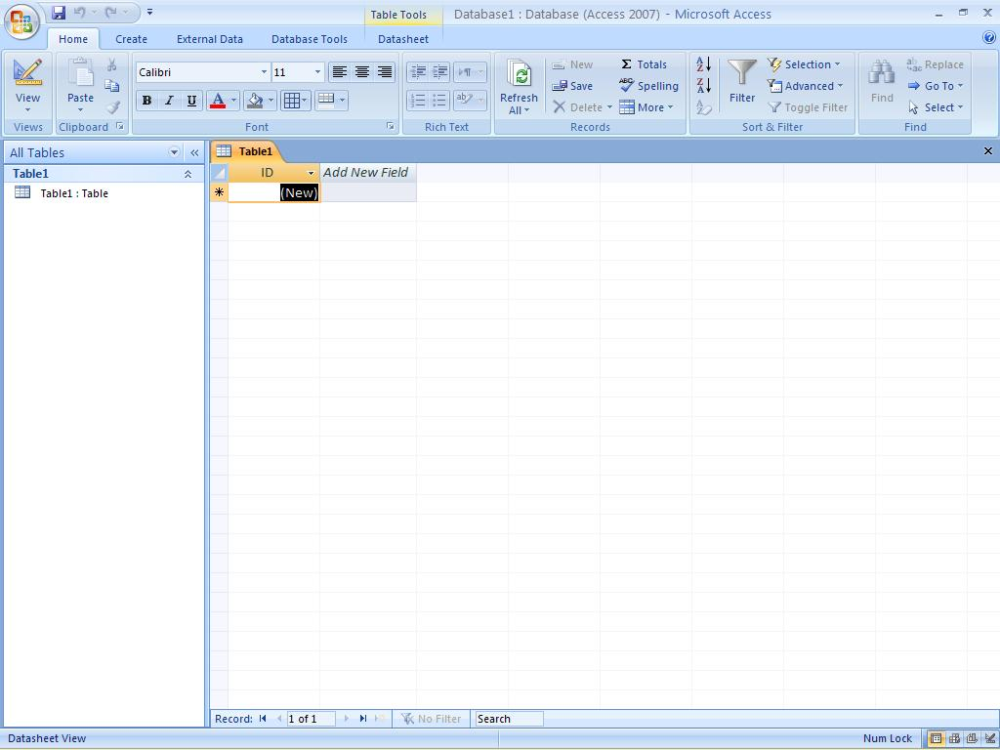 Table Tools Database1 : Database (Access 2007) - Microsoft Access
Home Create External Data Database Tools Datasheet
View
Views
Paste
Clipboard
Calibri 11
B I U A
Font
Rich Text
Refresh
All
New
Save
Delete
Totals
Spelling
More
Records
Filter
Selection
Advanced
Toggle Filter
Sort & Filter
Find
Replace
Go To
Select
Find
All Tables
Table1
Table1 : Table
Table1
ID Add New Field
(New)
Record: 1 of 1 No Filter Search
Datasheet View Num Lock